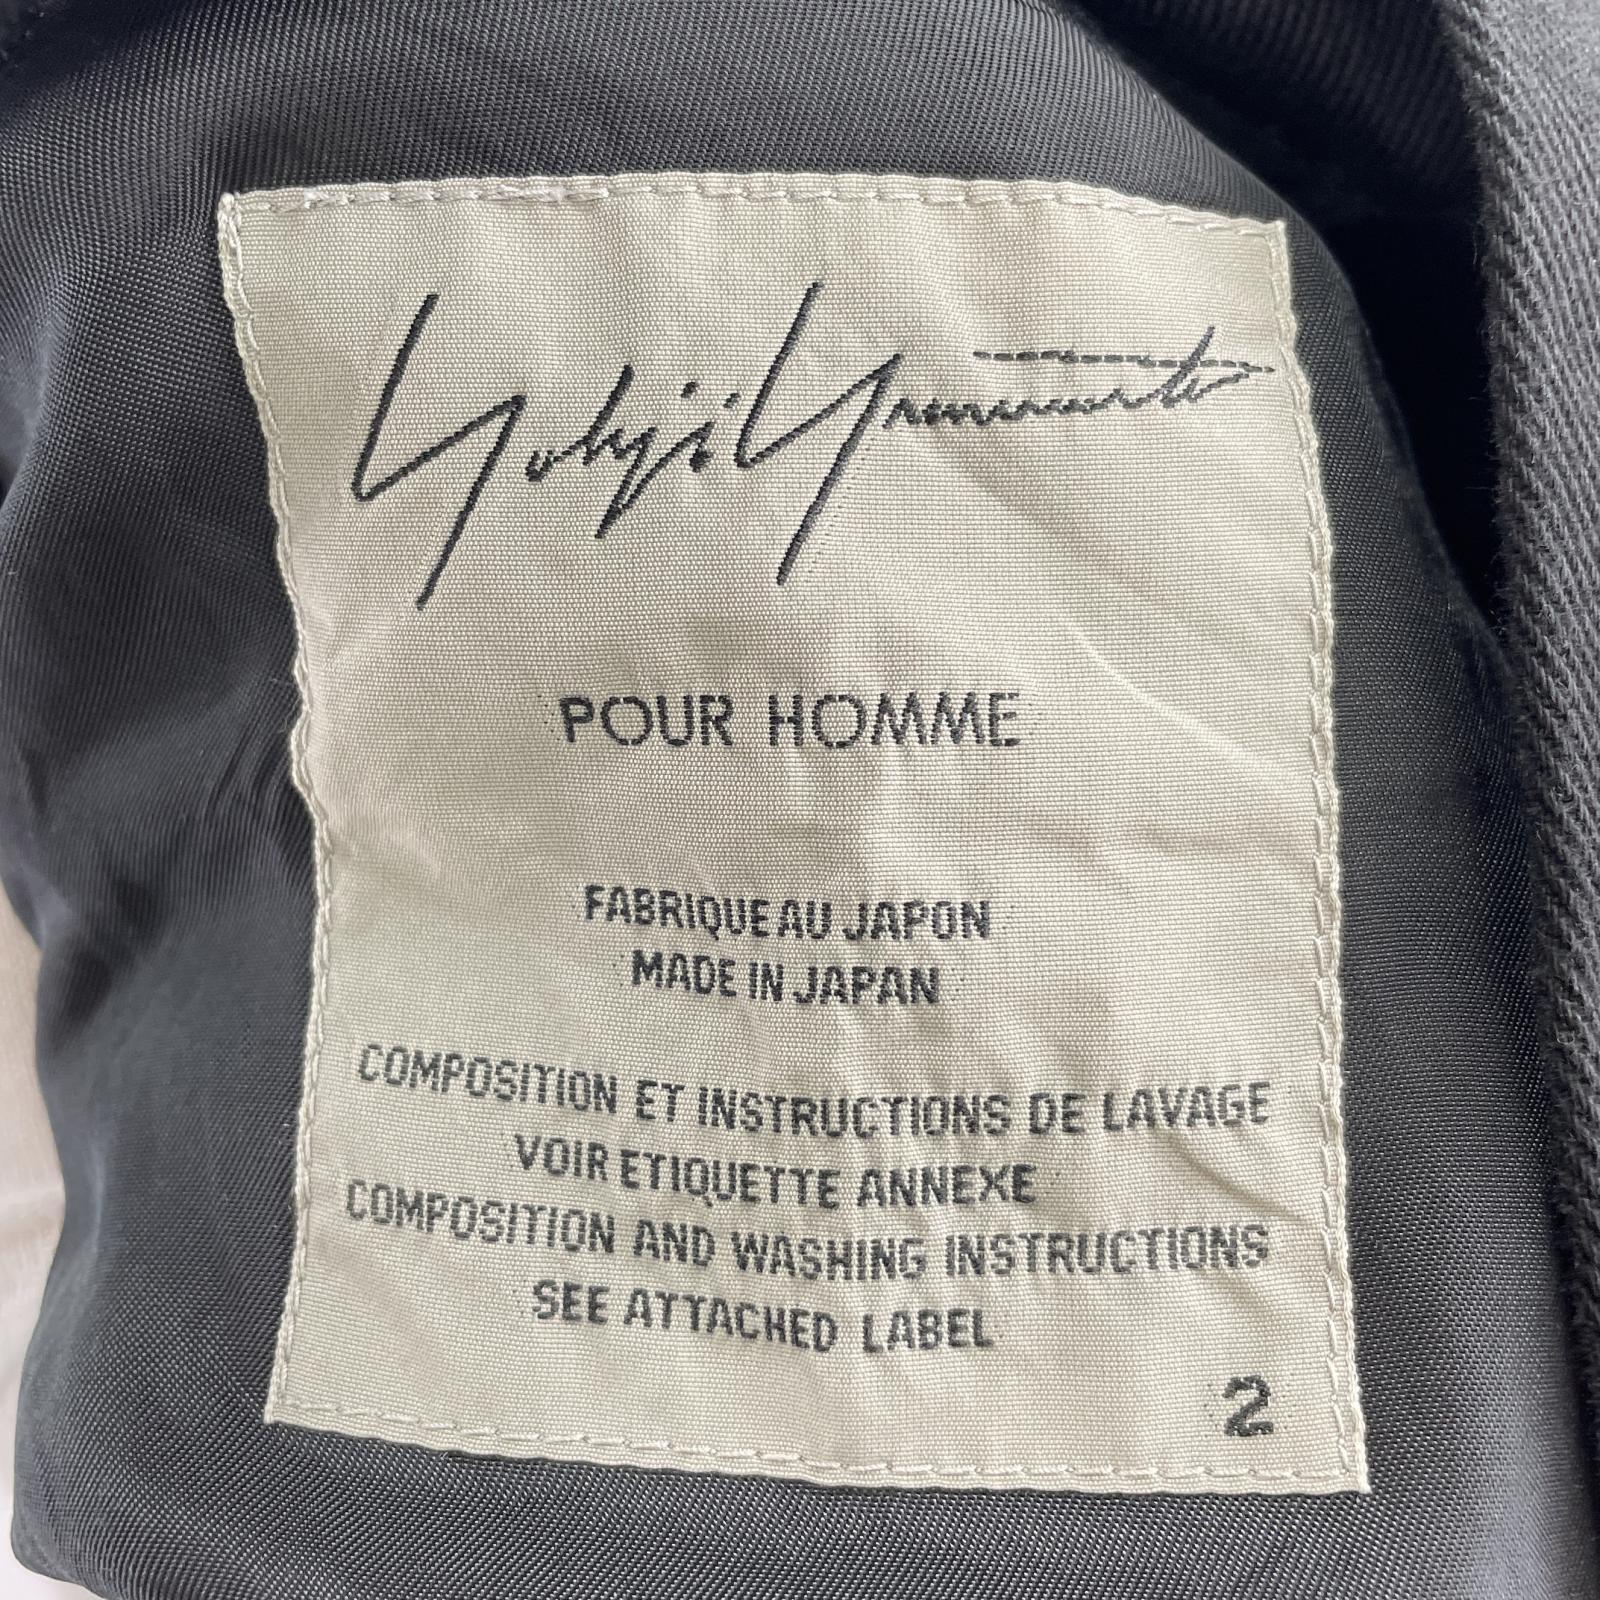 Yohji Yamamoto
POUR HOMME
FABRIQUE AU JAPON
MADE IN JAPAN
COMPOSITION ET INSTRUCTIONS DE LAVAGE
VOIR ETIQUETTE ANNEXE
COMPOSITION AND WASHING INSTRUCTIONS
SEE ATTACHED LABEL
2